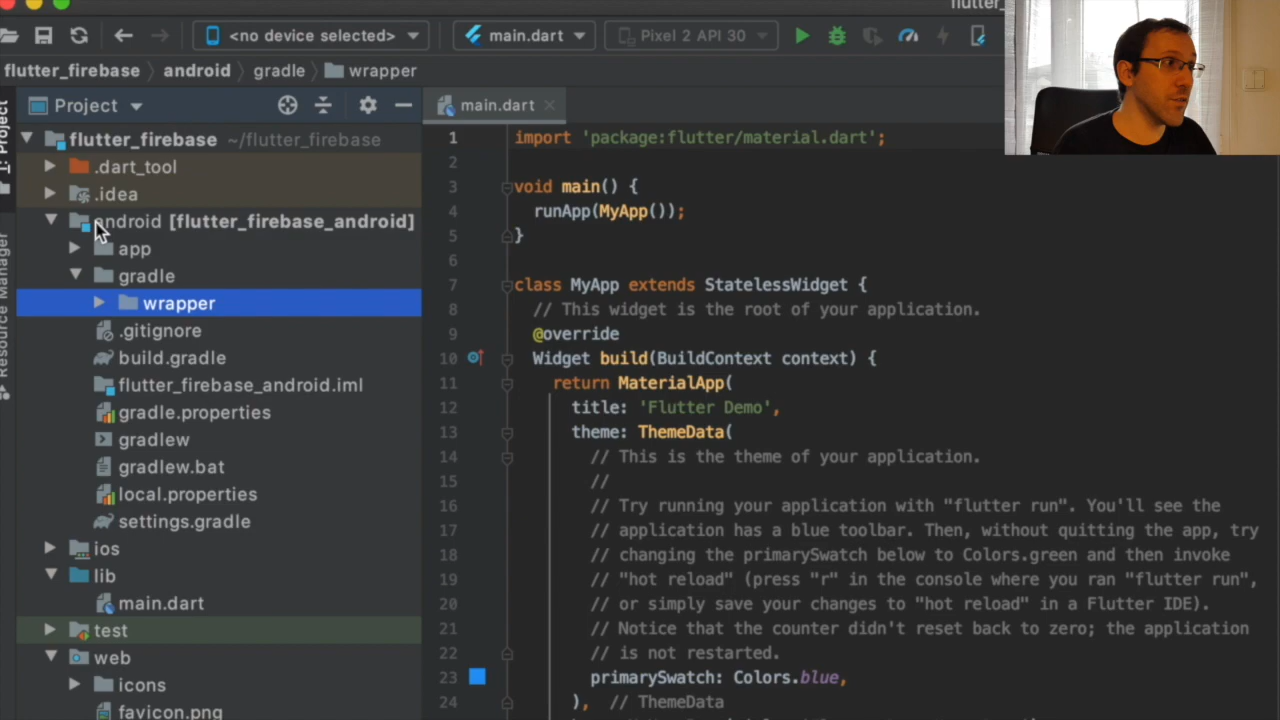 flutter_
<no device selected>
main.dart
Pixel 2 API 30
flutter_firebase
android
gradle
wrapper
1: Project
Resource Manager
Project
flutter_firebase ~/flutter_firebase
.dart_tool
.idea
android [flutter_firebase_android]
app
gradle
wrapper
.gitignore
build.gradle
flutter_firebase_android.iml
gradle.properties
gradlew
gradlew.bat
local.properties
settings.gradle
ios
lib
main.dart
test
web
icons
favicon.png
main.dart
1 import 'package:flutter/material.dart';
2
3 void main() {
4 runApp(MyApp());
5 }
6
7 class MyApp extends StatelessWidget {
8 // This widget is the root of your application.
9 @override
10 Widget build(BuildContext context) {
11 return MaterialApp(
12 title: 'Flutter Demo',
13 theme: ThemeData(
14 // This is the theme of your application.
15 //
16 // Try running your application with "flutter run". You'll see the
17 // application has a blue toolbar. Then, without quitting the app, try
18 // changing the primarySwatch below to Colors.green and then invoke
19 // "hot reload" (press "r" in the console where you ran "flutter run",
20 // or simply save your changes to "hot reload" in a Flutter IDE).
21 // Notice that the counter didn't reset back to zero; the application
22 // is not restarted.
23 primarySwatch: Colors.blue,
24 ), // ThemeData